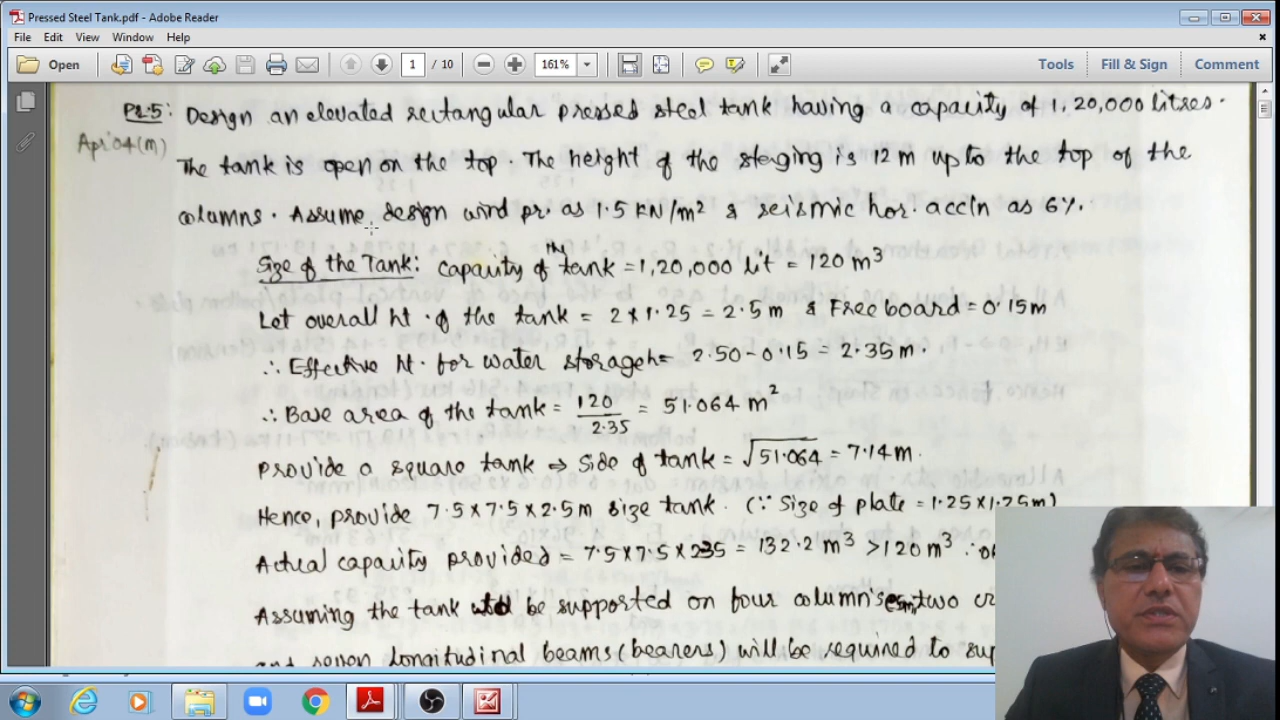 Pressed Steel Tank.pdf - Adobe Reader
File Edit View Window Help
Open 1 / 10 161% Tools Fill & Sign Comment
Pb.5: Design an elevated rectangular pressed steel tank having a capacity of 1,20,000 litres.
Apr'04(m) The tank is open on the top. The height of the staging is 12 m up to the top of the
columns. Assume design wind pr. as 1.5 KN/m² & seismic hor. accln as 6%.
Size of the Tank: Capacity of the tank = 1,20,000 lit = 120 m³
Let overall ht. of the tank = 2 x 1.25 = 2.5 m & Free board = 0.15m
∴ Effective ht. for water storage h = 2.50 - 0.15 = 2.35 m.
∴ Base area of the tank = 120/2.35 = 51.064 m²
Provide a square tank ⇒ Side of tank = √51.064 = 7.14 m.
Hence, provide 7.5 x 7.5 x 2.5 m size tank. (∵ Size of plate = 1.25 x 1.25 m)
Actual capacity provided = 7.5 x 7.5 x 2.35 = 132.2 m³ > 120 m³ ∴
Assuming the tank to be supported on four column's two
and seven longitudinal beams (bearers) will be required to